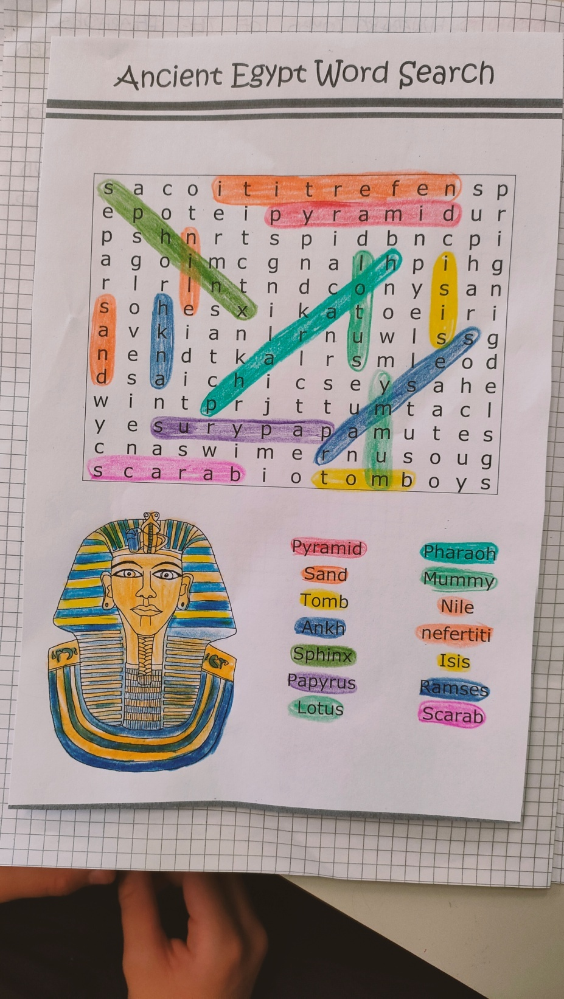 Ancient Egypt Word Search
s a c o i t i t r e f e n s p
e p o t e i p y r a m i d u r
p s h n r t s p i d b n c p i
a g o i m c g n a l h p i h g
r l r l n t n d c o n y s a n
s o h e s x i k a t o e i r i
a v k i a n l r n u w l s s g
n e n d t k a l r s m l e o d
d s a i c h i c s e y s a h e
w i n t p r j t t u m t a c l
y e s u r y p a p a m u t e s
c n a s w i m e r n u s o u g
s c a r a b i o t o m b o y s
Pyramid Pharaoh
Sand Mummy
Tomb Nile
Ankh nefertiti
Sphinx Isis
Papyrus Ramses
Lotus Scarab